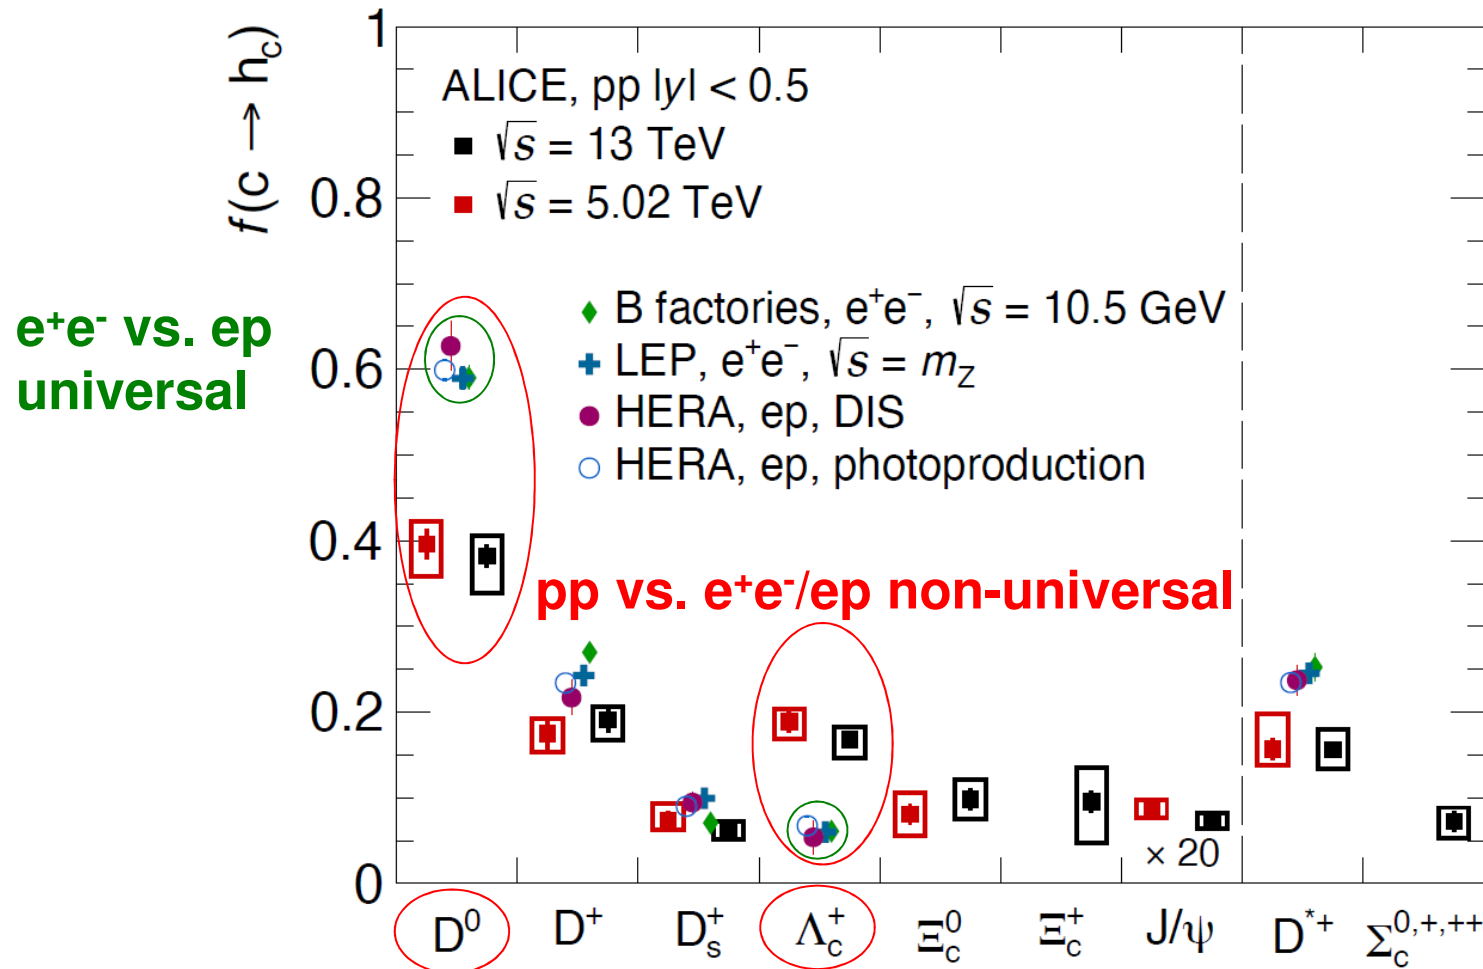 f(c → h_c)
1
0.8
0.6
0.4
0.2
0
ALICE, pp |y| < 0.5
√s = 13 TeV
√s = 5.02 TeV
B factories, e⁺e⁻, √s = 10.5 GeV
LEP, e⁺e⁻, √s = m_Z
HERA, ep, DIS
HERA, ep, photoproduction
e⁺e⁻ vs. ep
universal
pp vs. e⁺e⁻/ep non-universal
× 20
D⁰ D⁺ D_s⁺ Λ_c⁺ Ξ_c⁰ Ξ_c⁺ J/ψ D*⁺ Σ_c⁰,⁺,⁺⁺